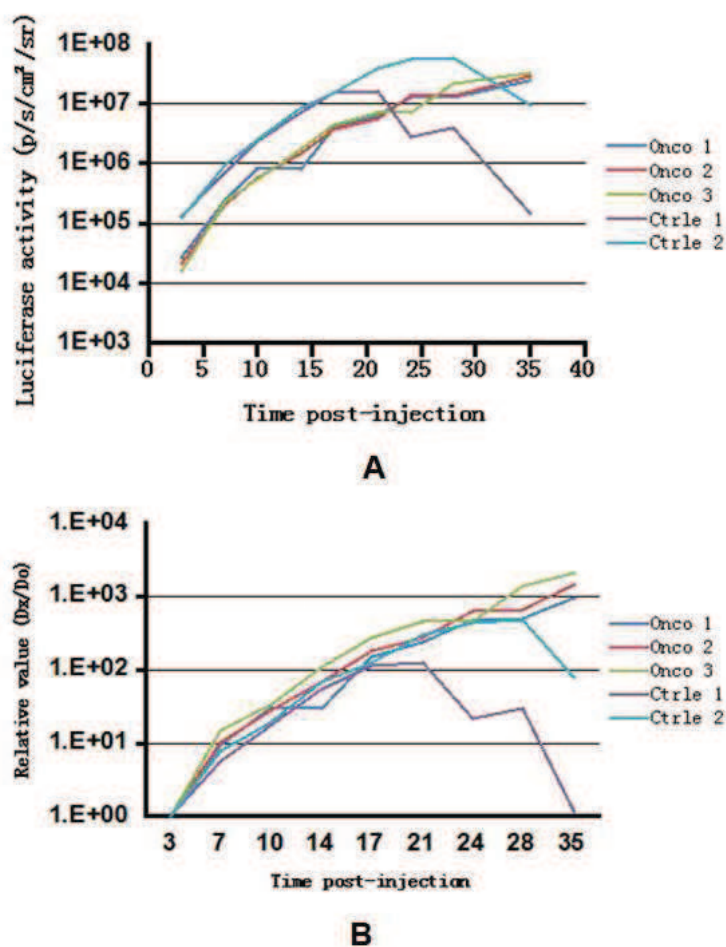 Luciferase activity (p/s/cm²/sr)
1E+08
1E+07
1E+06
1E+05
1E+04
1E+03
0 5 10 15 20 25 30 35 40
Time post-injection
Onco 1
Onco 2
Onco 3
Ctrle 1
Ctrle 2
A
Relative value (Dx/Do)
1.E+04
1.E+03
1.E+02
1.E+01
1.E+00
3 7 10 14 17 21 24 28 35
Time post-injection
Onco 1
Onco 2
Onco 3
Ctrle 1
Ctrle 2
B